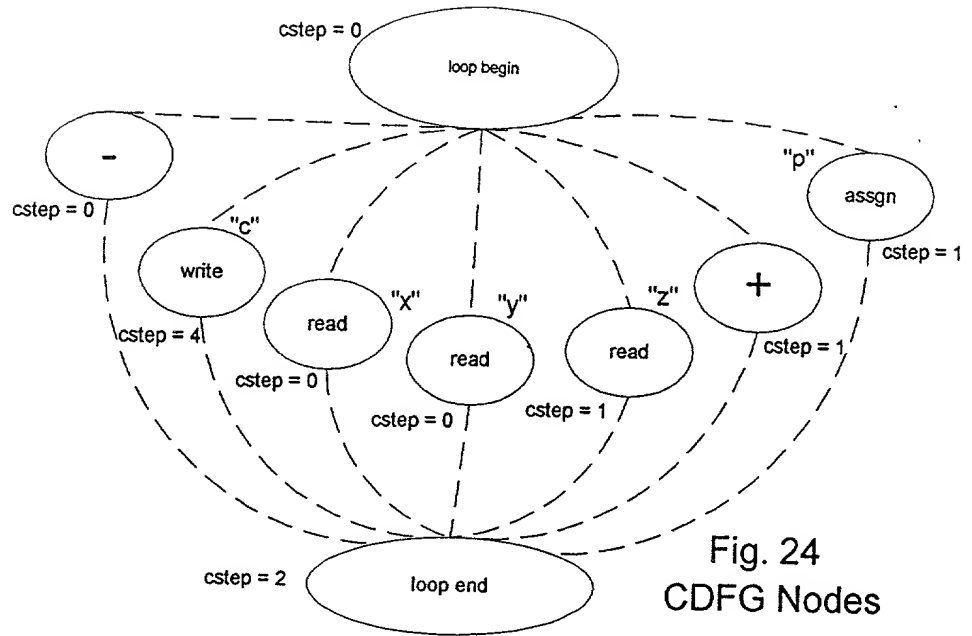 cstep = 0
loop begin
-
cstep = 0
"c"
write
cstep = 4
"x"
read
cstep = 0
"y"
read
cstep = 0
"z"
read
cstep = 1
+
cstep = 1
"p"
assgn
cstep = 1
cstep = 2
loop end
Fig. 24
CDFG Nodes